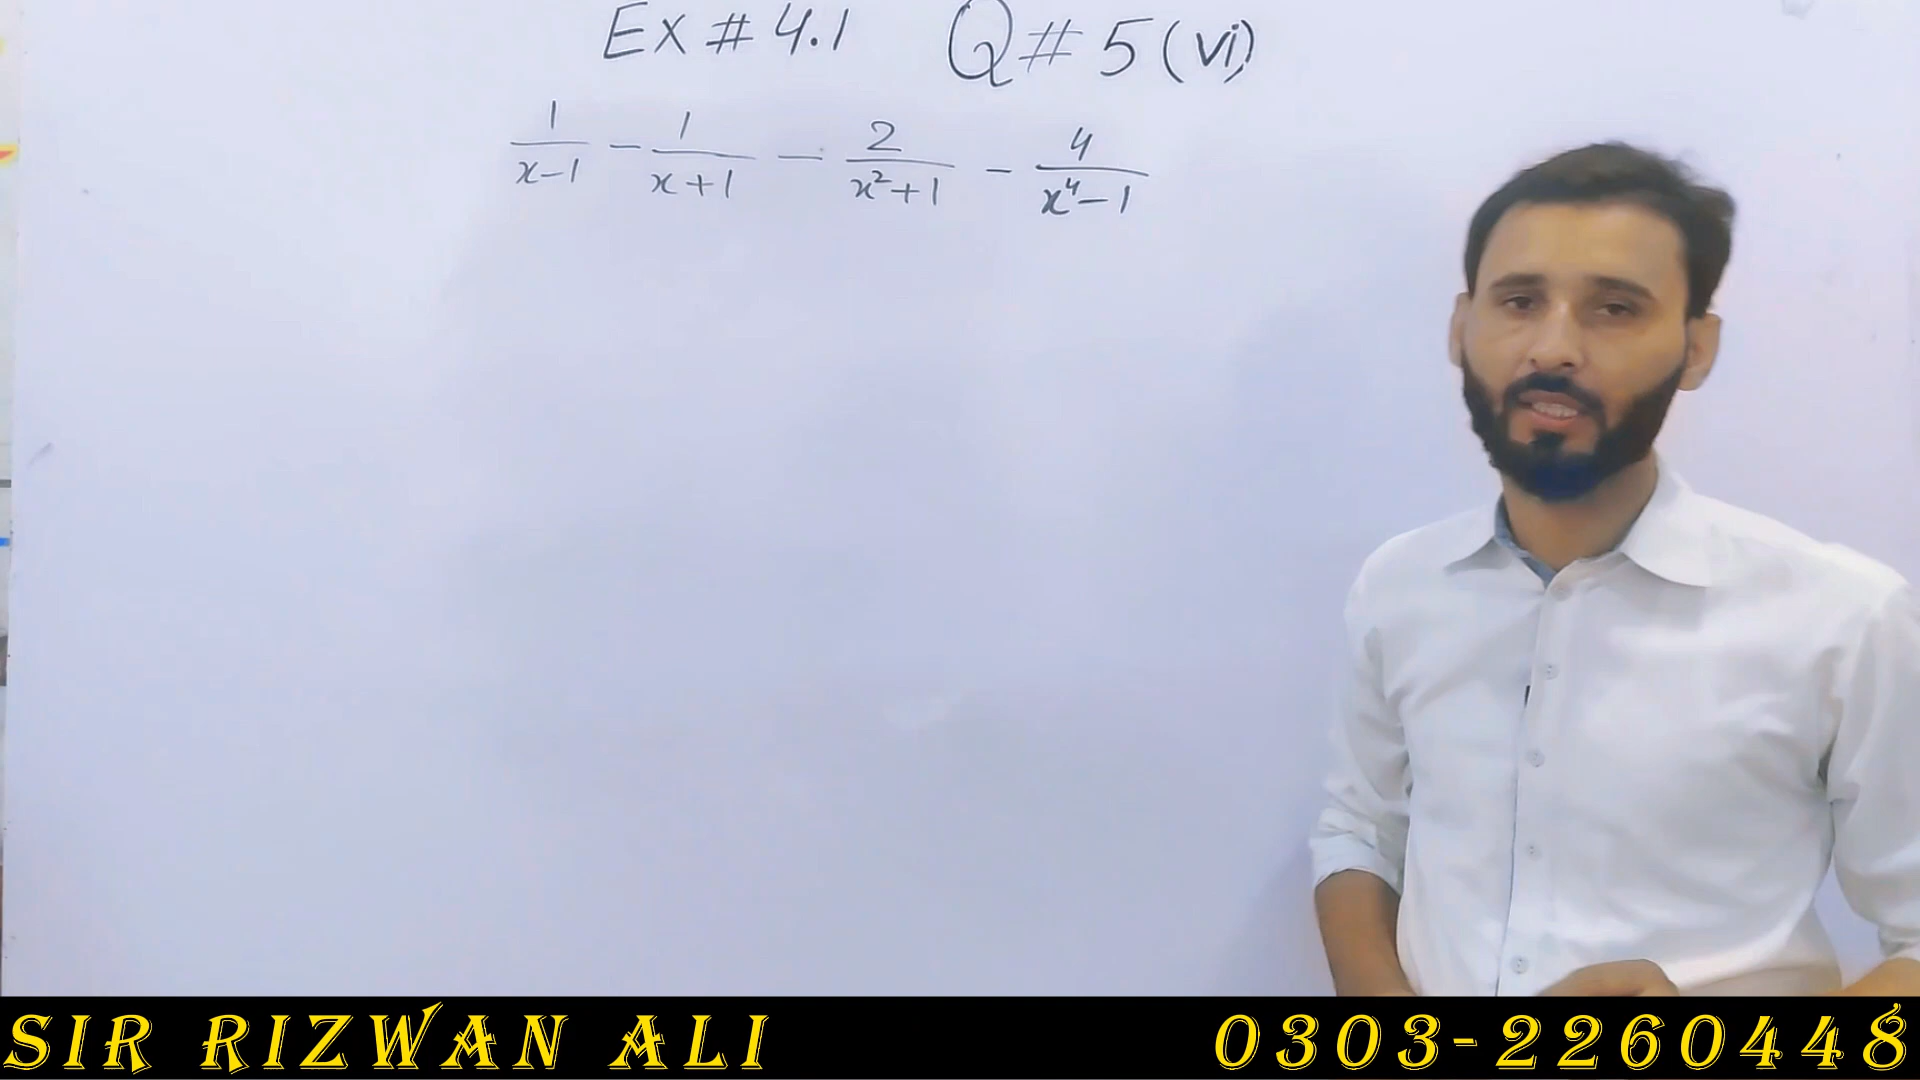 Ex # 4.1 Q # 5 (vi)
1/(x-1) - 1/(x+1) - 2/(x²+1) - 4/(x⁴-1)
SIR RIZWAN ALI 0303-2260448